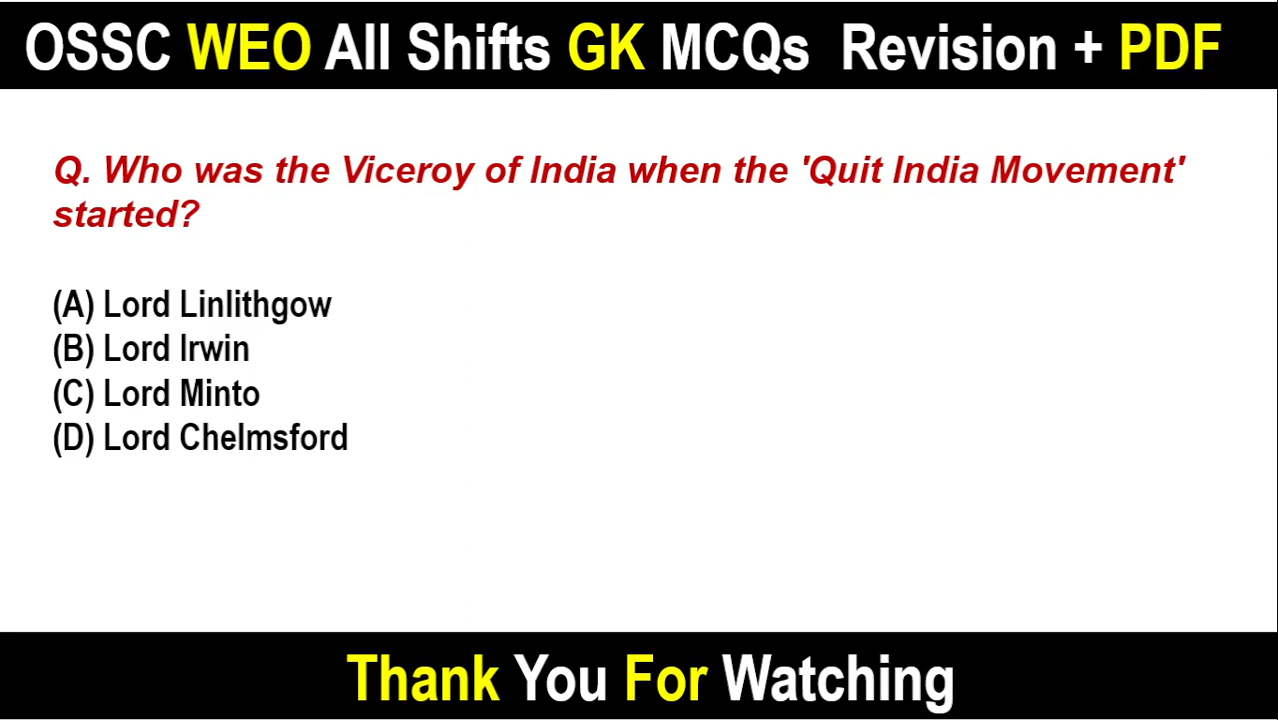 OSSC WEO All Shifts GK MCQs Revision + PDF
Q. Who was the Viceroy of India when the 'Quit India Movement'
started?
(A) Lord Linlithgow
(B) Lord Irwin
(C) Lord Minto
(D) Lord Chelmsford
Thank You For Watching